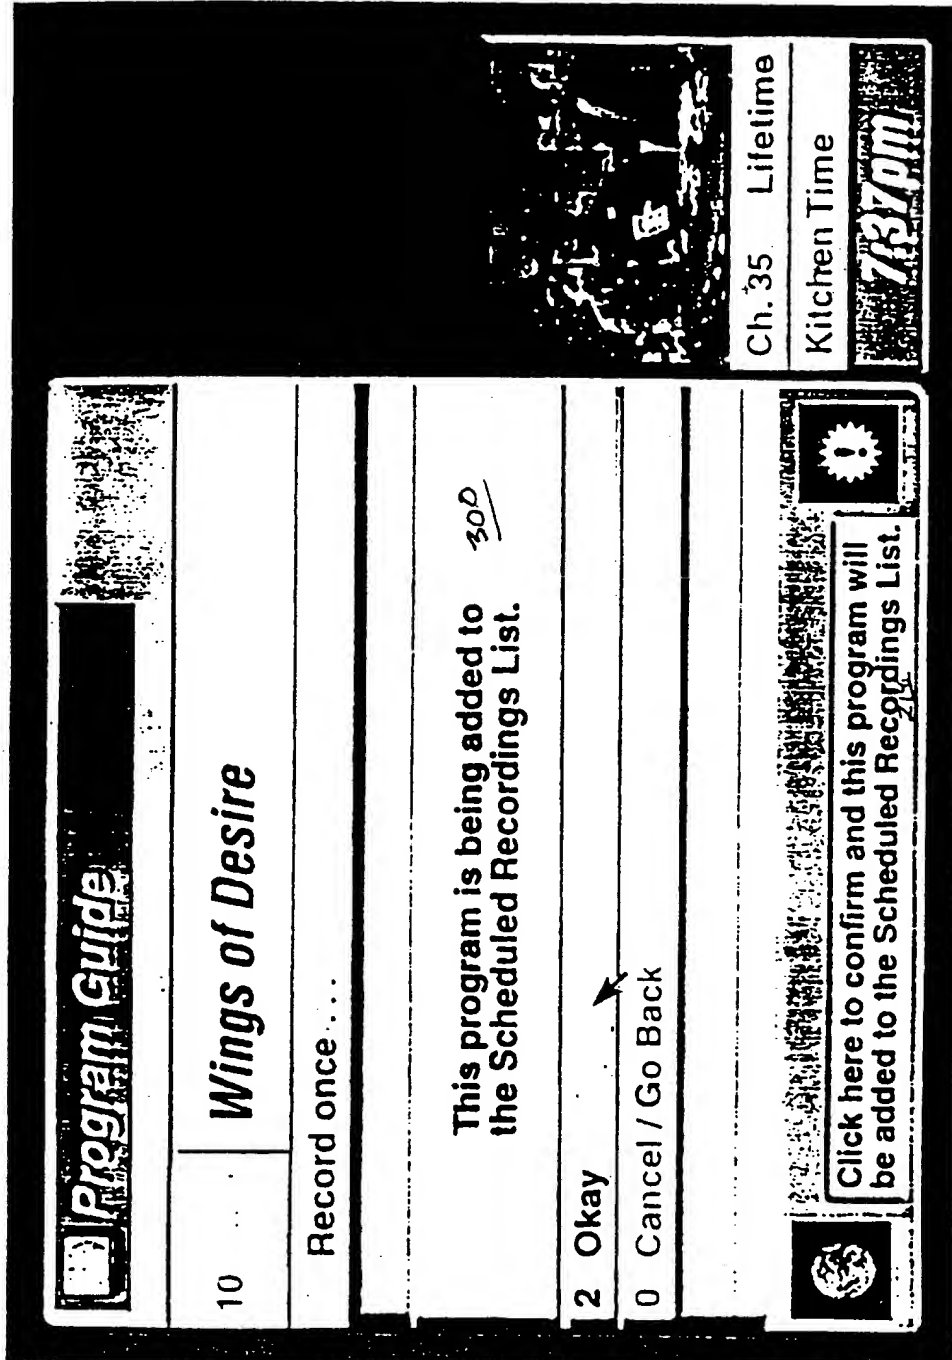 Program Guide
10 Wings of Desire
Record once...
This program is being added to
the Scheduled Recordings List.
300
2 Okay
0 Cancel / Go Back
Click here to confirm and this program will
be added to the Scheduled Recordings List.
Ch. 35 Lifetime
Kitchen Time
7:37pm